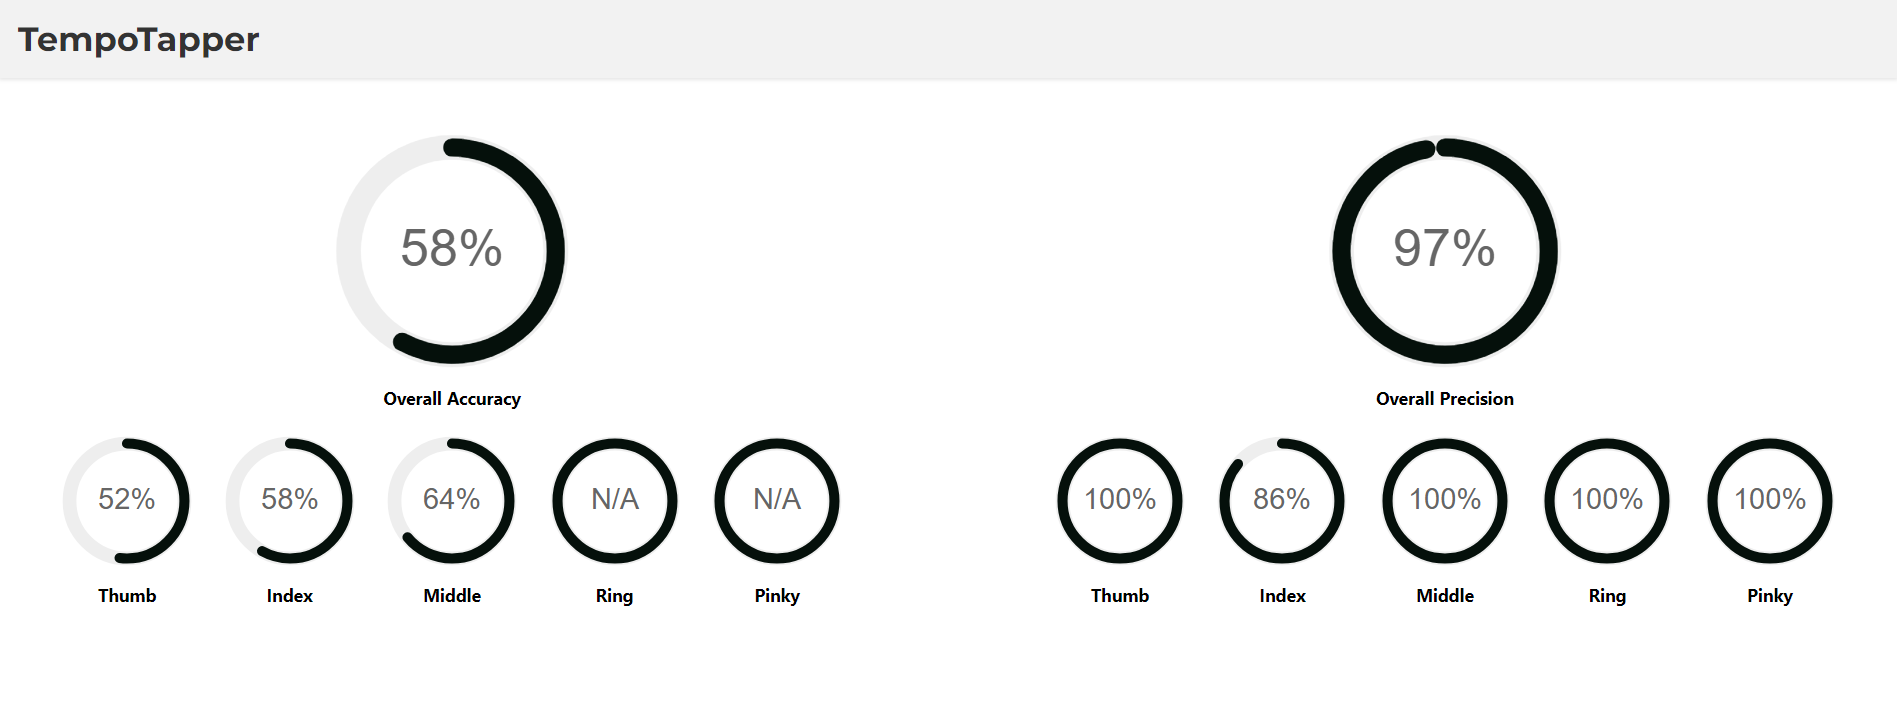 TempoTapper
58%
Overall Accuracy
52% 58% 64% N/A N/A
Thumb Index Middle Ring Pinky
97%
Overall Precision
100% 86% 100% 100% 100%
Thumb Index Middle Ring Pinky